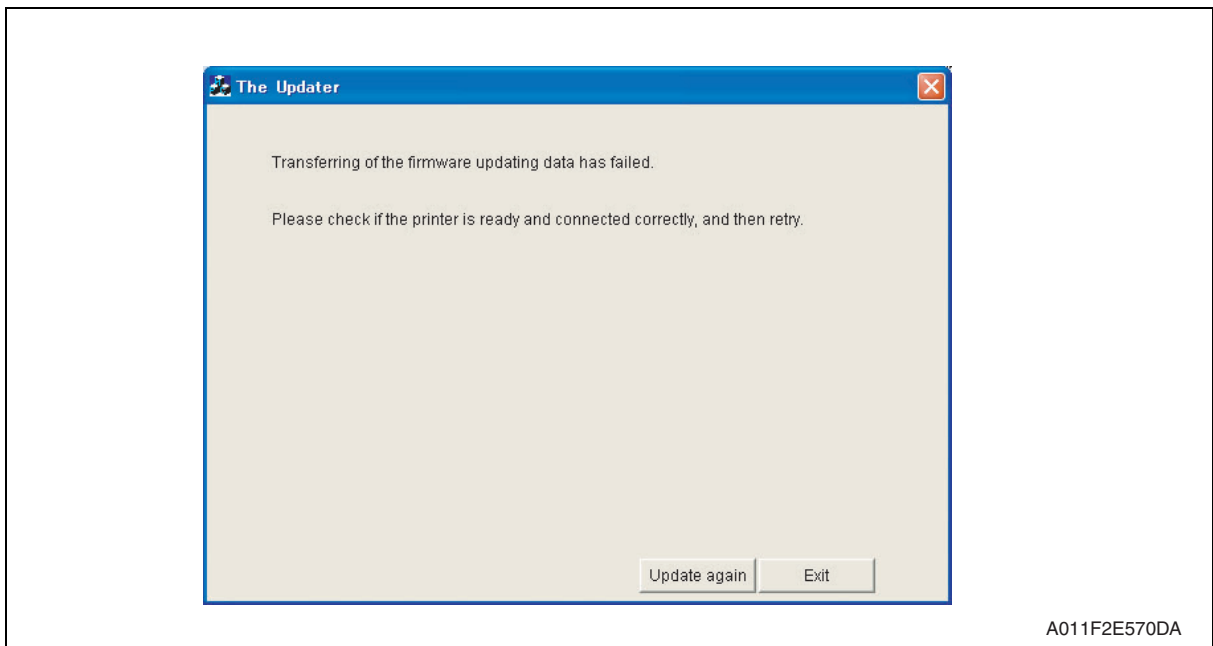 The Updater
Transferring of the firmware updating data has failed.
Please check if the printer is ready and connected correctly, and then retry.
Update again
Exit
A011F2E570DA